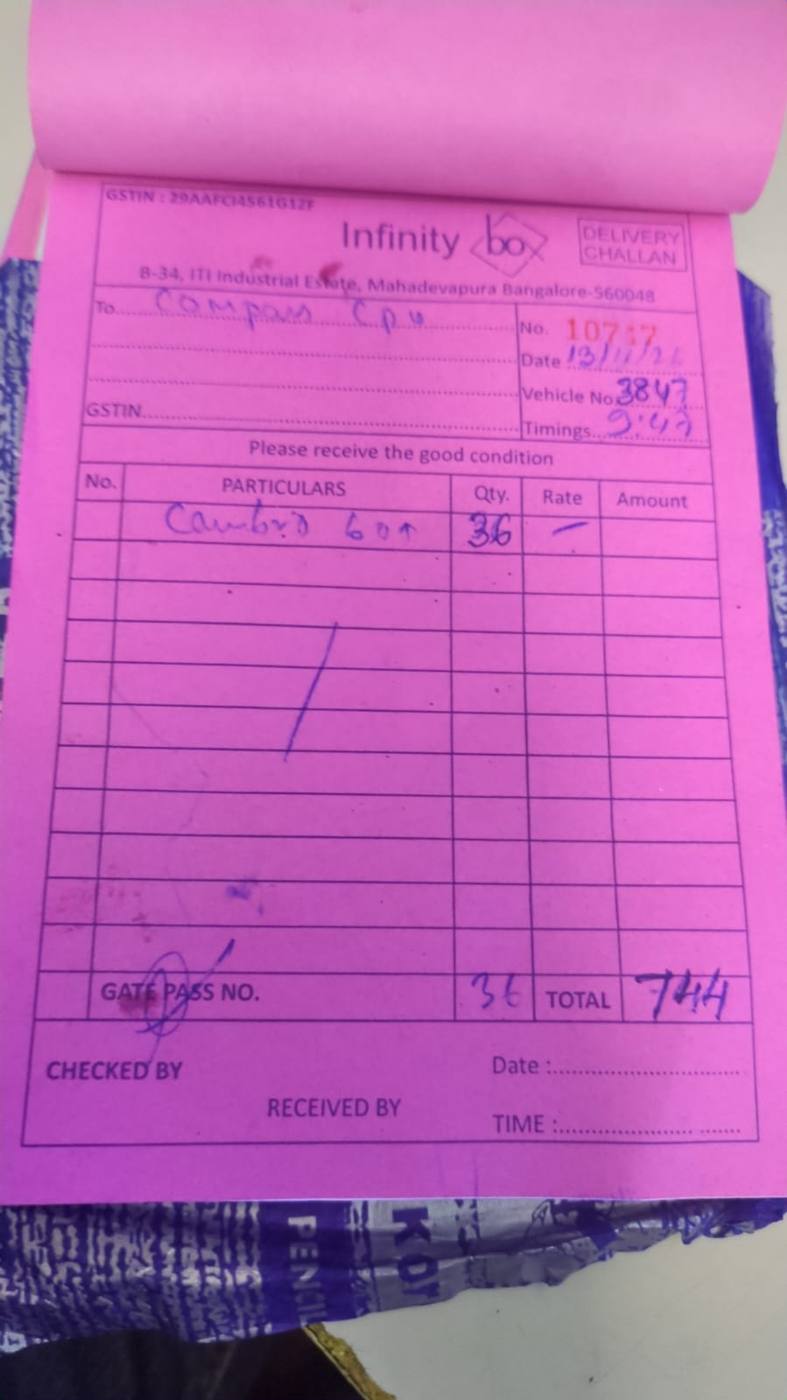 GSTIN : 29AAFCI4561G1ZF
Infinity box
DELIVERY CHALLAN
B-34, ITI Industrial Estate, Mahadevapura Bangalore-560048
To Compass Cpu
No.
Date 13/11/
Vehicle No 3847
GSTIN
Timings 9:47
Please receive the good condition
No. PARTICULARS Qty. Rate Amount
Cambro 36 –
GATE PASS NO. 36 TOTAL 744
CHECKED BY
Date :
RECEIVED BY
TIME :
KOY
PENCIL